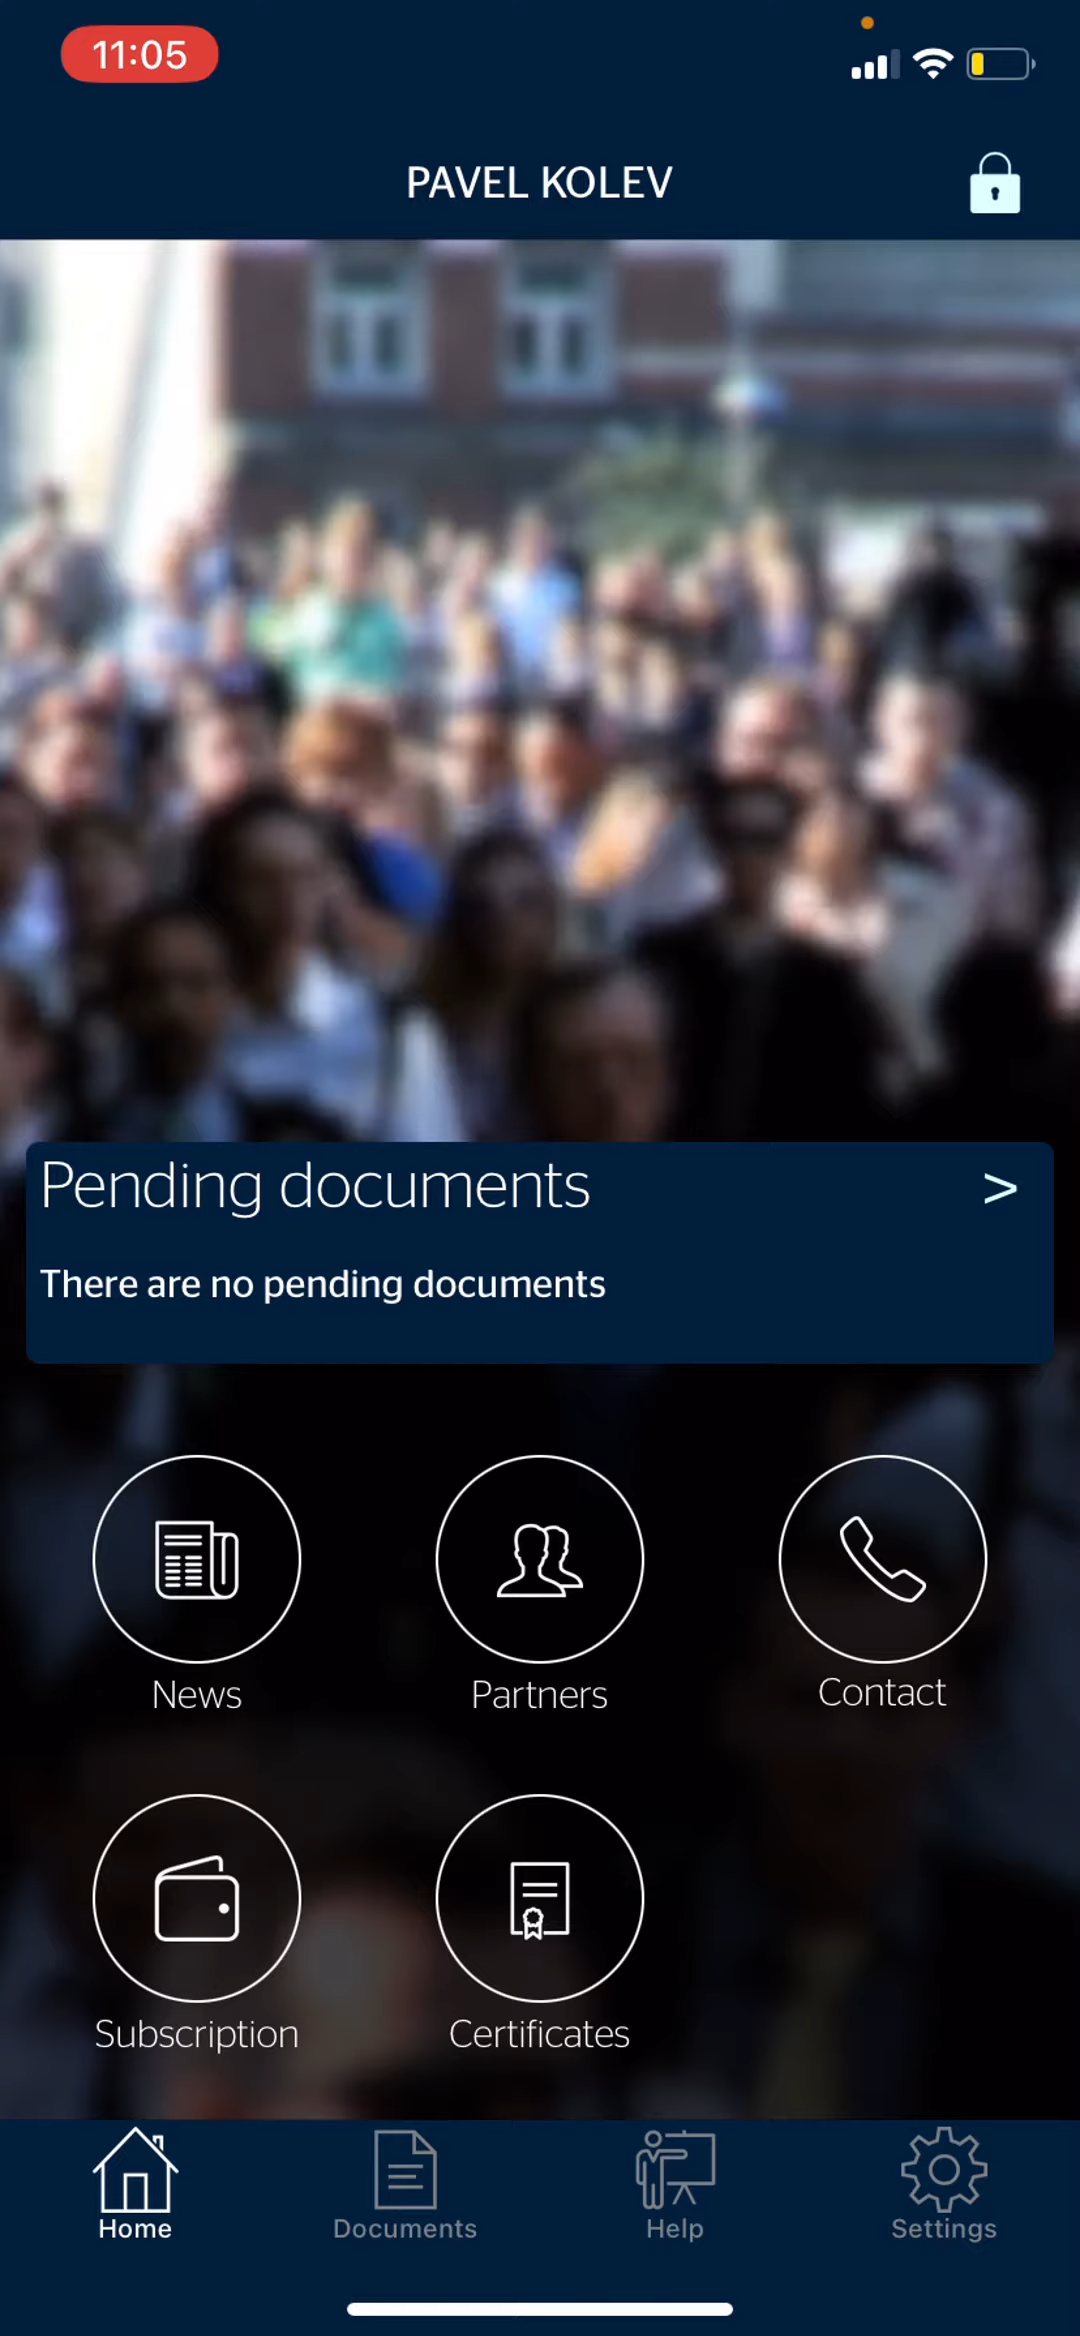 11:05
PAVEL KOLEV
Pending documents
>
There are no pending documents
News
Partners
Contact
Subscription
Certificates
Home
Documents
Help
Settings